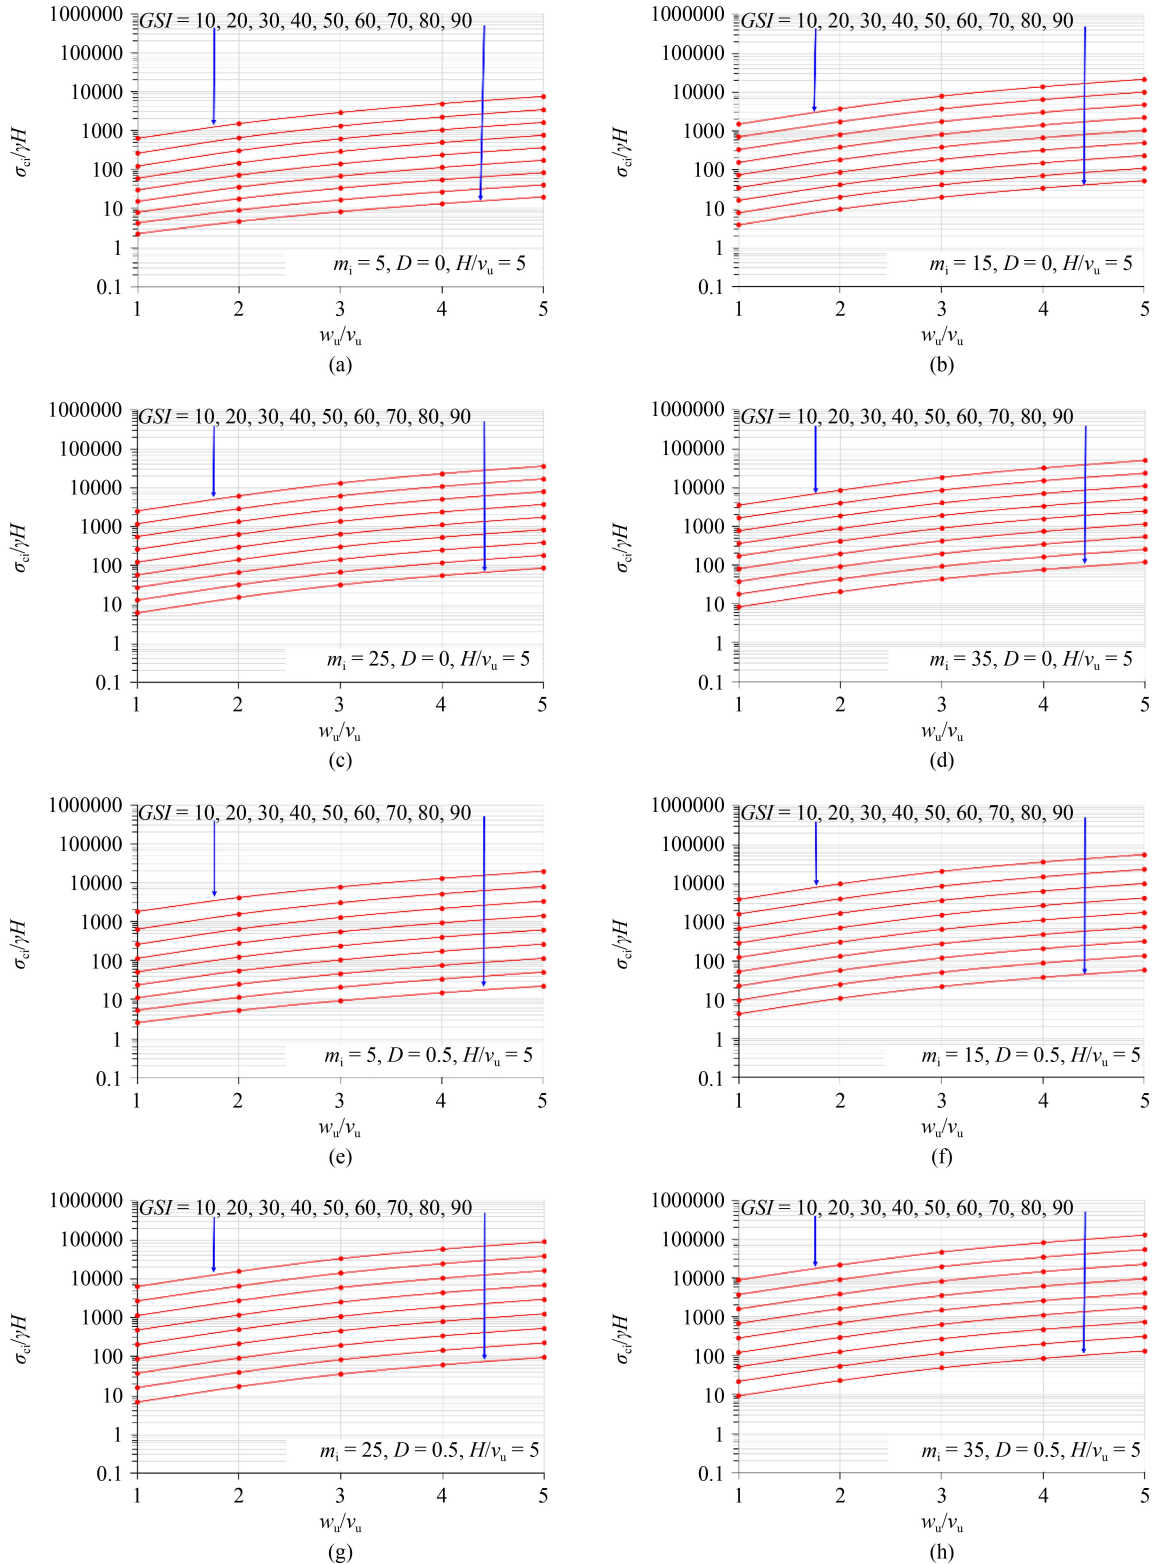 GSI = 10, 20, 30, 40, 50, 60, 70, 80, 90
1000000
100000
10000
1000
100
10
1
0.1
σci/γH
mi = 5, D = 0, H/vu = 5
1 2 3 4 5
wu/vu
(a)
GSI = 10, 20, 30, 40, 50, 60, 70, 80, 90
1000000
100000
10000
1000
100
10
1
0.1
σci/γH
mi = 15, D = 0, H/vu = 5
1 2 3 4 5
wu/vu
(b)
GSI = 10, 20, 30, 40, 50, 60, 70, 80, 90
1000000
100000
10000
1000
100
10
1
0.1
σci/γH
mi = 25, D = 0, H/vu = 5
1 2 3 4 5
wu/vu
(c)
GSI = 10, 20, 30, 40, 50, 60, 70, 80, 90
1000000
100000
10000
1000
100
10
1
0.1
σci/γH
mi = 35, D = 0, H/vu = 5
1 2 3 4 5
wu/vu
(d)
GSI = 10, 20, 30, 40, 50, 60, 70, 80, 90
1000000
100000
10000
1000
100
10
1
0.1
σci/γH
mi = 5, D = 0.5, H/vu = 5
1 2 3 4 5
wu/vu
(e)
GSI = 10, 20, 30, 40, 50, 60, 70, 80, 90
1000000
100000
10000
1000
100
10
1
0.1
σci/γH
mi = 15, D = 0.5, H/vu = 5
1 2 3 4 5
wu/vu
(f)
GSI = 10, 20, 30, 40, 50, 60, 70, 80, 90
1000000
100000
10000
1000
100
10
1
0.1
σci/γH
mi = 25, D = 0.5, H/vu = 5
1 2 3 4 5
wu/vu
(g)
GSI = 10, 20, 30, 40, 50, 60, 70, 80, 90
1000000
100000
10000
1000
100
10
1
0.1
σci/γH
mi = 35, D = 0.5, H/vu = 5
1 2 3 4 5
wu/vu
(h)